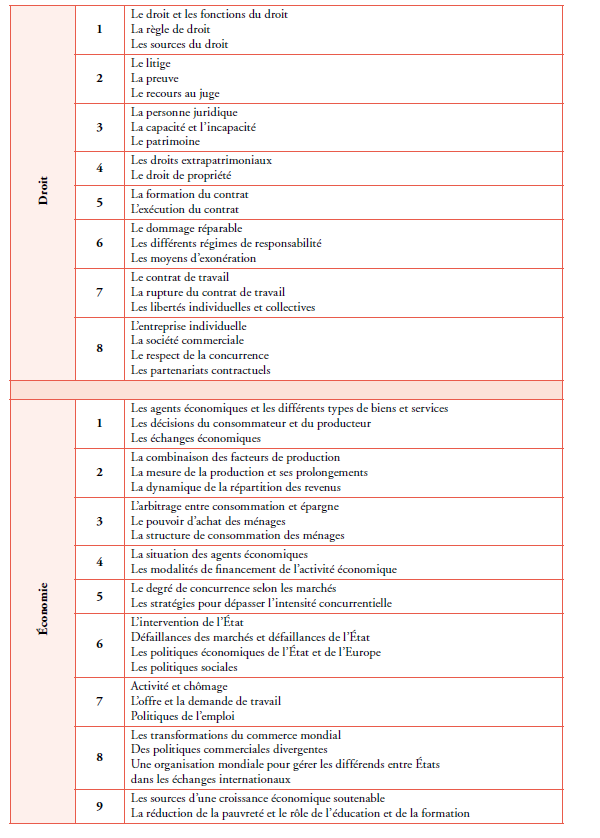 Droit
1
Le droit et les fonctions du droit
La règle de droit
Les sources du droit
2
Le litige
La preuve
Le recours au juge
3
La personne juridique
La capacité et l'incapacité
Le patrimoine
4
Les droits extrapatrimoniaux
Le droit de propriété
5
La formation du contrat
L'exécution du contrat
6
Le dommage réparable
Les différents régimes de responsabilité
Les moyens d'exonération
7
Le contrat de travail
La rupture du contrat de travail
Les libertés individuelles et collectives
8
L'entreprise individuelle
La société commerciale
Le respect de la concurrence
Les partenariats contractuels
Économie
1
Les agents économiques et les différents types de biens et services
Les décisions du consommateur et du producteur
Les échanges économiques
2
La combinaison des facteurs de production
La mesure de la production et ses prolongements
La dynamique de la répartition des revenus
3
L'arbitrage entre consommation et épargne
Le pouvoir d'achat des ménages
La structure de consommation des ménages
4
La situation des agents économiques
Les modalités de financement de l'activité économique
5
Le degré de concurrence selon les marchés
Les stratégies pour dépasser l'intensité concurrentielle
6
L'intervention de l'État
Défaillances des marchés et défaillances de l'État
Les politiques économiques de l'État et de l'Europe
Les politiques sociales
7
Activité et chômage
L'offre et la demande de travail
Politiques de l'emploi
8
Les transformations du commerce mondial
Des politiques commerciales divergentes
Une organisation mondiale pour gérer les différends entre États
dans les échanges internationaux
9
Les sources d'une croissance économique soutenable
La réduction de la pauvreté et le rôle de l'éducation et de la formation